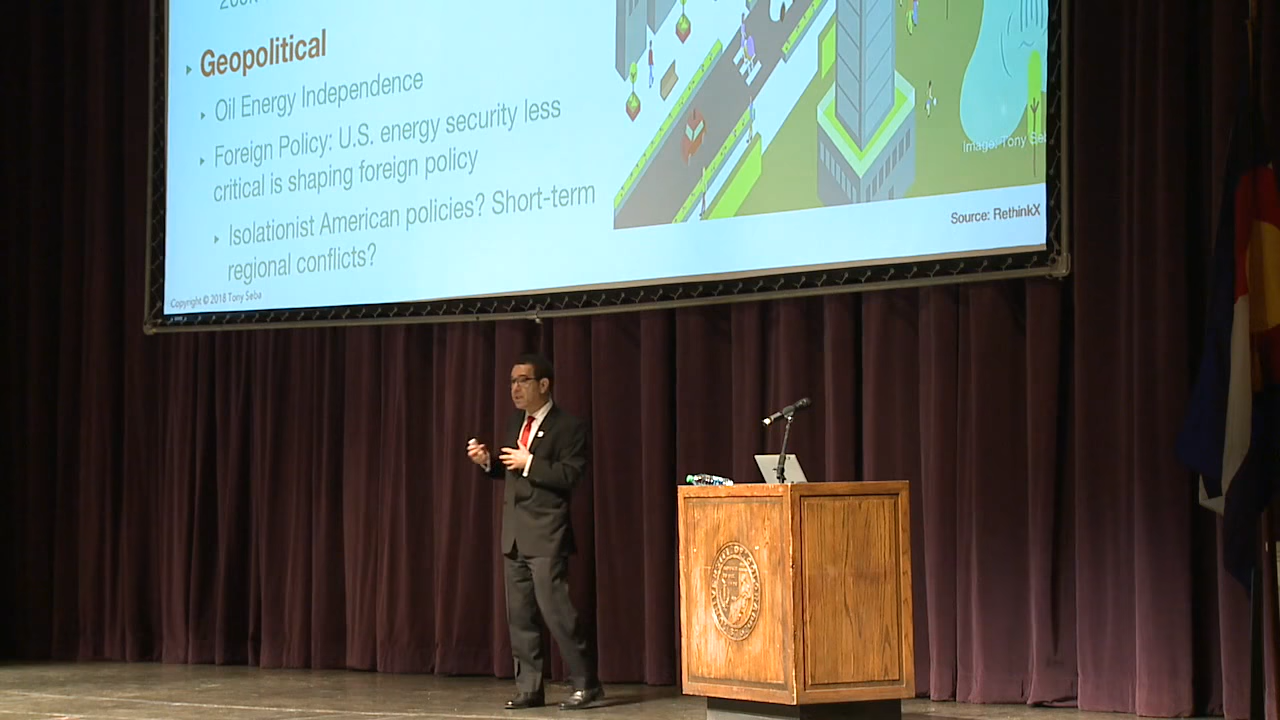 Geopolitical
Oil Energy Independence
Foreign Policy: U.S. energy security less
critical is shaping foreign policy
Isolationist American policies? Short-term
regional conflicts?
Image: Tony Seba
Source: RethinkX
Copyright © 2018 Tony Seba